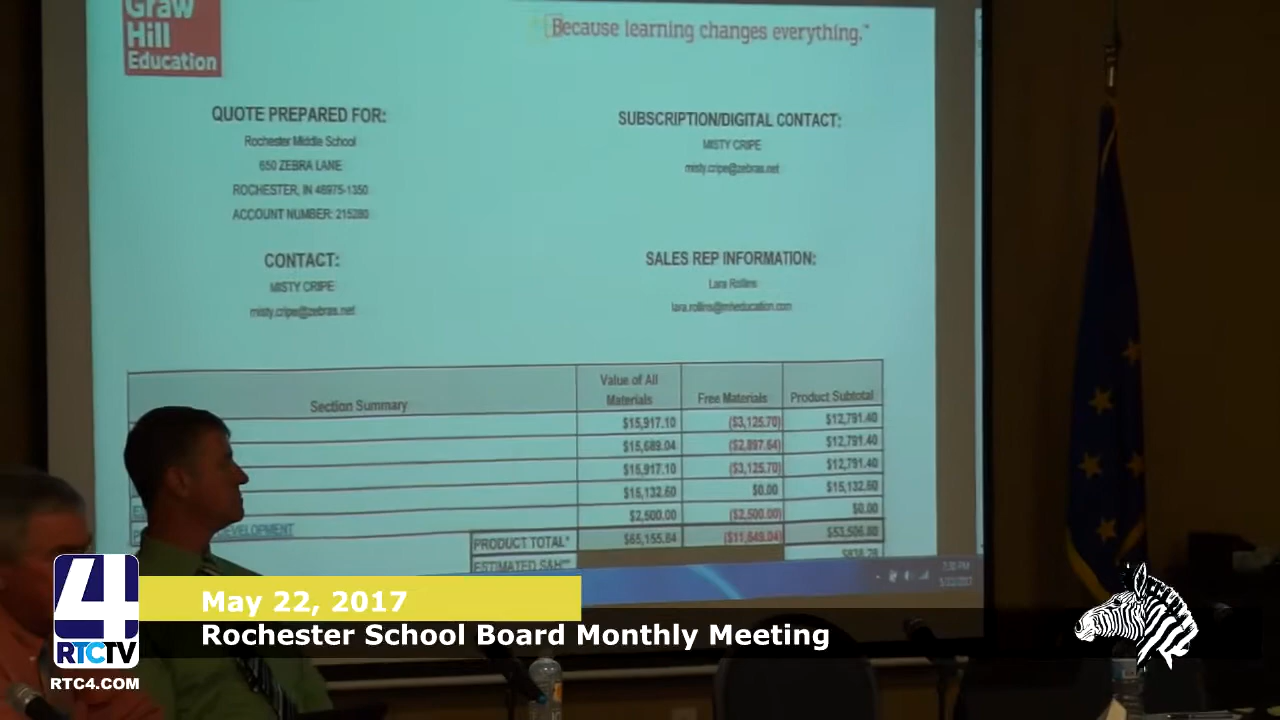 Graw
Hill
Education
Because learning changes everything.™
QUOTE PREPARED FOR:
Rochester Middle School
650 ZEBRA LANE
ROCHESTER, IN 46975-1350
ACCOUNT NUMBER: 215280
SUBSCRIPTION/DIGITAL CONTACT:
MISTY CRIPE
misty.cripe@zebras.net
CONTACT:
MISTY CRIPE
misty.cripe@zebras.net
SALES REP INFORMATION:
Lara Rollins
lara.rollins@mheducation.com
Section Summary Value of All Materials Free Materials Product Subtotal
$15,917.10 ($3,125.70) $12,791.40
$15,689.04 ($2,897.64) $12,791.40
$15,917.10 ($3,125.70) $12,791.40
$15,132.60 $0.00 $15,132.60
$2,500.00 ($2,500.00) $0.00
EVELOPMENT
PRODUCT TOTAL* $65,155.84 ($11,649.04) $53,506.80
ESTIMATED S&H**
4
RTCTV
RTC4.COM
May 22, 2017
Rochester School Board Monthly Meeting